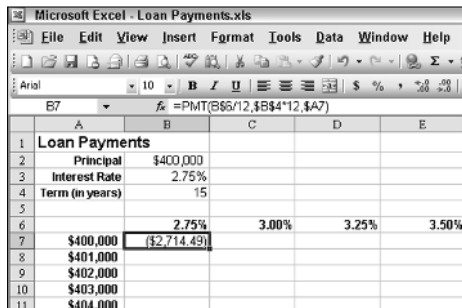 Microsoft Excel - Loan Payments.xls
File Edit View Insert Format Tools Data Window Help
Arial 10 B I U $ % ,
B7 fx =PMT(B$6/12,$B$4*12,$A7)
A B C D E
1 Loan Payments
2 Principal $400,000
3 Interest Rate 2.75%
4 Term (in years) 15
5
6 2.75% 3.00% 3.25% 3.50%
7 $400,000 ($2,714.49)
8 $401,000
9 $402,000
10 $403,000
11 $404,000